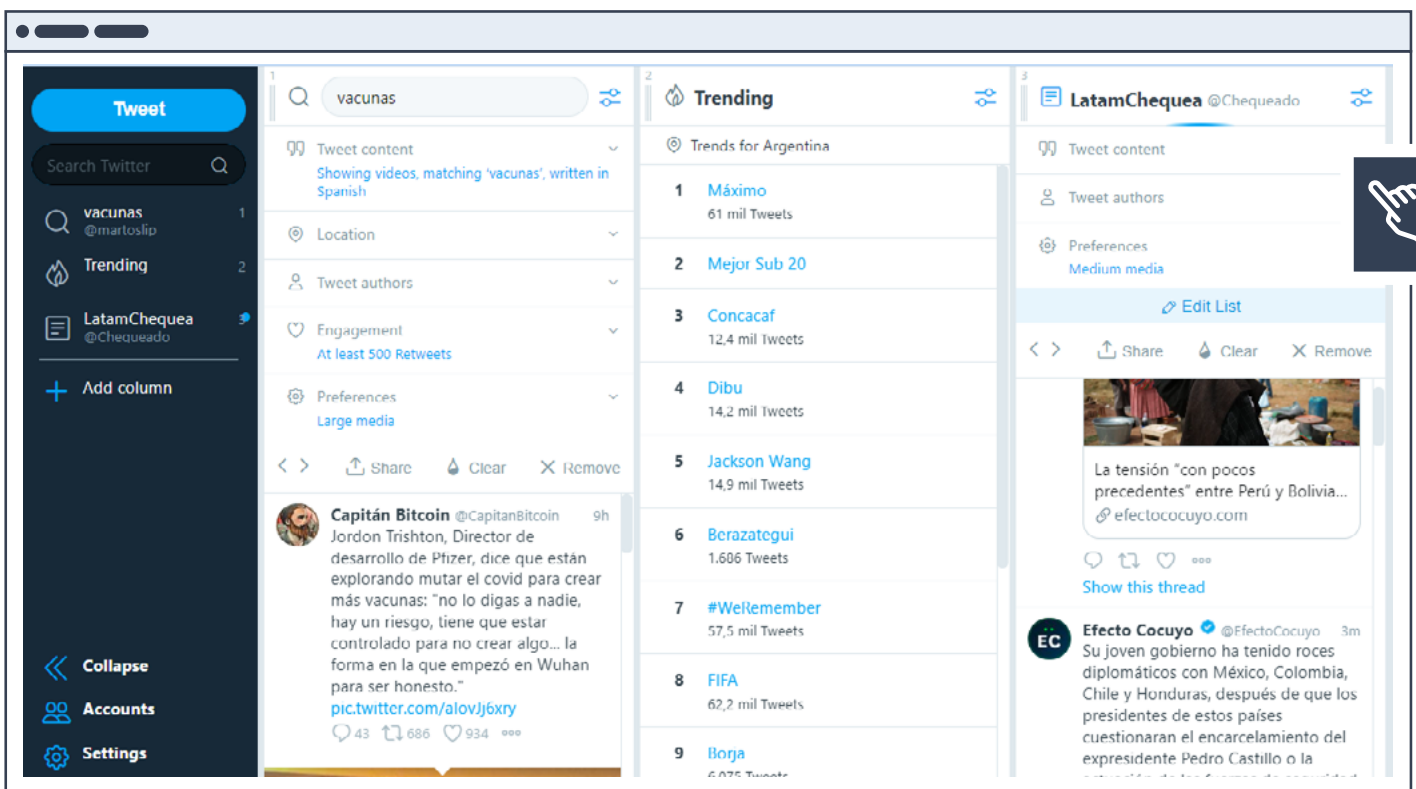 Tweet
Search Twitter
vacunas 1
@martoslip
Trending 2
LatamChequea
@Chequeado
Add column
Collapse
Accounts
Settings
1
vacunas
Tweet content
Showing videos, matching 'vacunas', written in
Spanish
Location
Tweet authors
Engagement
At least 500 Retweets
Preferences
Large media
Share Clear Remove
Capitán Bitcoin @CapitanBitcoin 9h
Jordon Trishton, Director de
desarrollo de Pfizer, dice que están
explorando mutar el covid para crear
más vacunas: "no lo digas a nadie,
hay un riesgo, tiene que estar
controlado para no crear algo... la
forma en la que empezó en Wuhan
para ser honesto."
pic.twitter.com/alovJj6xry
43 686 934
2
Trending
Trends for Argentina
1 Máximo
61 mil Tweets
2 Mejor Sub 20
3 Concacaf
12,4 mil Tweets
4 Dibu
14,2 mil Tweets
5 Jackson Wang
14,9 mil Tweets
6 Berazategui
1.686 Tweets
7 #WeRemember
57,5 mil Tweets
8 FIFA
62,2 mil Tweets
9 Borja
6.075 Tweets
3
LatamChequea @Chequeado
Tweet content
Tweet authors
Preferences
Medium media
Edit List
Share Clear Remove
La tensión "con pocos
precedentes" entre Perú y Bolivia...
efectococuyo.com
Show this thread
EC
Efecto Cocuyo @EfectoCocuyo 3m
Su joven gobierno ha tenido roces
diplomáticos con México, Colombia,
Chile y Honduras, después de que los
presidentes de estos países
cuestionaran el encarcelamiento del
expresidente Pedro Castillo o la